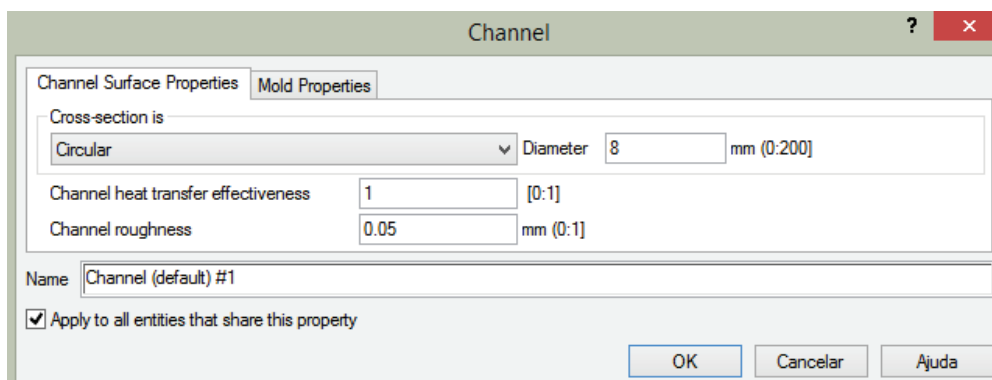 Channel ?
Channel Surface Properties Mold Properties
Cross-section is
Circular Diameter 8 mm (0:200]
Channel heat transfer effectiveness 1 [0:1]
Channel roughness 0.05 mm (0:1]
Name Channel (default) #1
Apply to all entities that share this property
OK Cancelar Ajuda